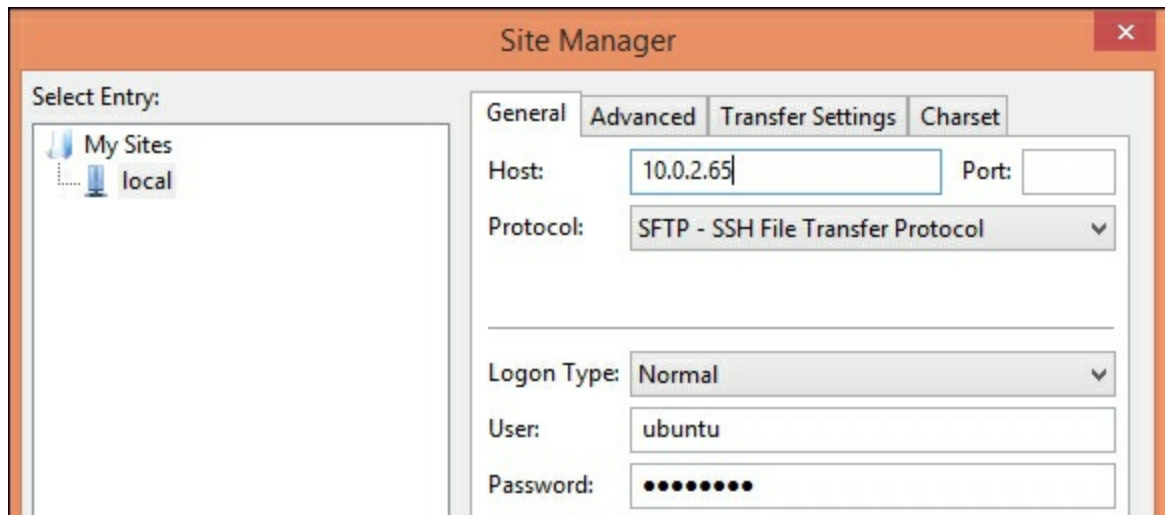 Site Manager
Select Entry:
My Sites
local
General Advanced Transfer Settings Charset
Host: 10.0.2.65 Port:
Protocol: SFTP - SSH File Transfer Protocol
Logon Type: Normal
User: ubuntu
Password: ●●●●●●●●